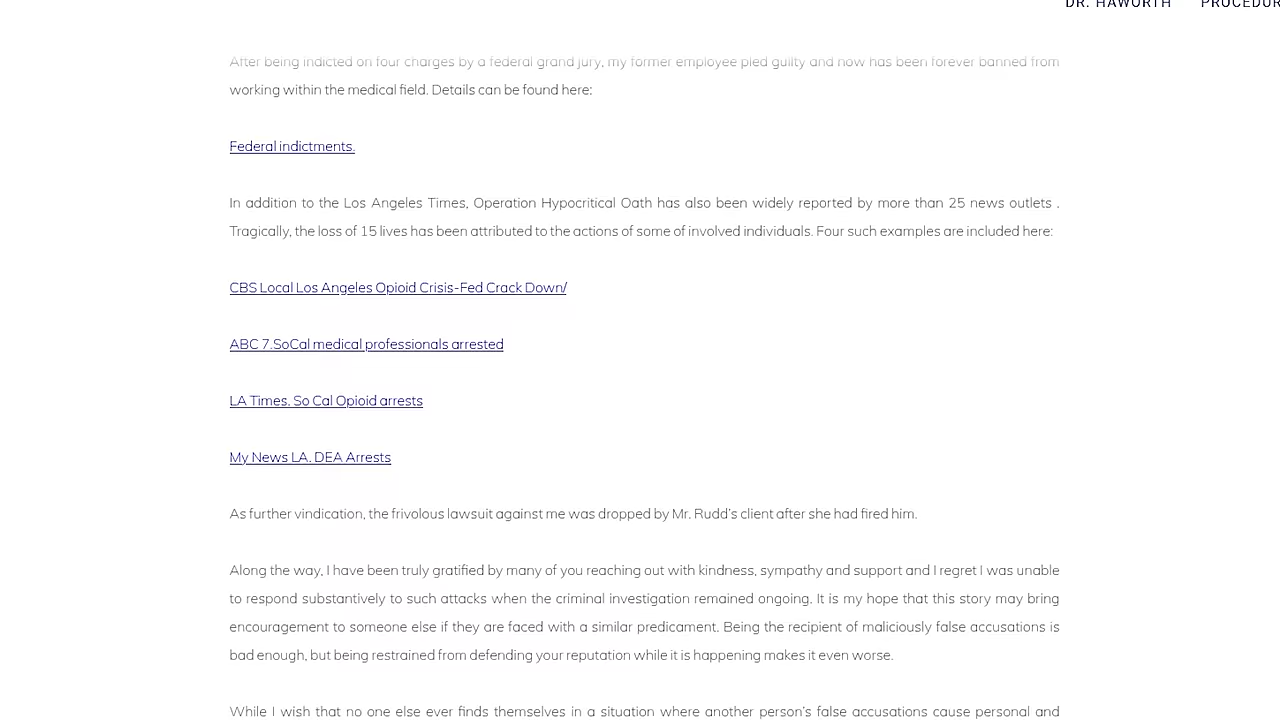 DR. HAWORTH PROCEDUR
After being indicted on four charges by a federal grand jury, my former employee pled guilty and now has been forever banned from
working within the medical field. Details can be found here:
Federal indictments.
In addition to the Los Angeles Times, Operation Hypocritical Oath has also been widely reported by more than 25 news outlets .
Tragically, the loss of 15 lives has been attributed to the actions of some of involved individuals. Four such examples are included here:
CBS Local Los Angeles Opioid Crisis-Fed Crack Down/
ABC 7.SoCal medical professionals arrested
LA Times. So Cal Opioid arrests
My News LA. DEA Arrests
As further vindication, the frivolous lawsuit against me was dropped by Mr. Rudd’s client after she had fired him.
Along the way, I have been truly gratified by many of you reaching out with kindness, sympathy and support and I regret I was unable
to respond substantively to such attacks when the criminal investigation remained ongoing. It is my hope that this story may bring
encouragement to someone else if they are faced with a similar predicament. Being the recipient of maliciously false accusations is
bad enough, but being restrained from defending your reputation while it is happening makes it even worse.
While I wish that no one else ever finds themselves in a situation where another person’s false accusations cause personal and